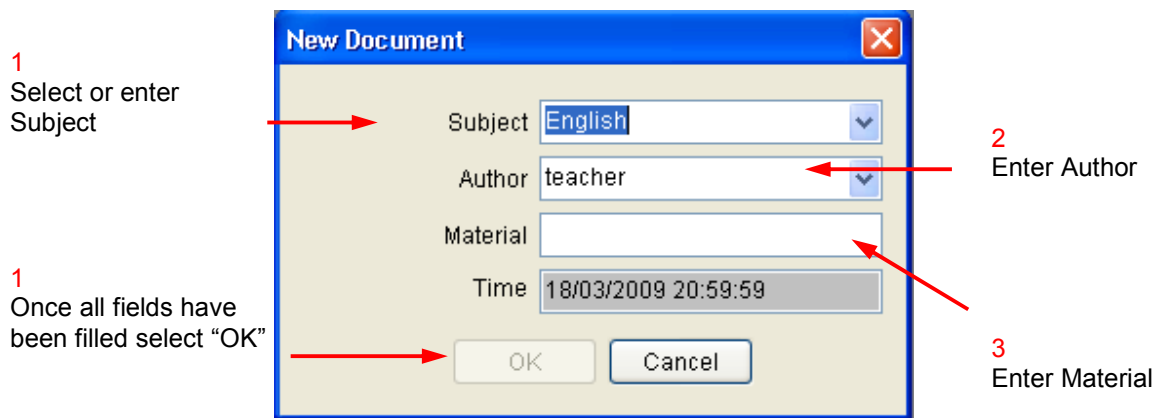 New Document
1
Select or enter
Subject
Subject English
2
Enter Author
Author teacher
Material
1
Once all fields have
been filled select “OK”
Time 18/03/2009 20:59:59
OK Cancel
3
Enter Material